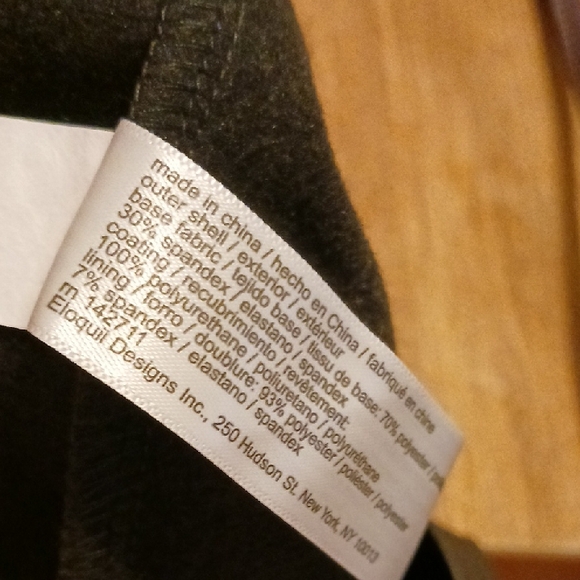 made in china / hecho en China / fabriqué en chine
outer shell / exterior / extérieur
base fabric / tejido base / tissu de base: 70% polyester /
30% spandex / elastano / spandex
coating / recubrimiento / revêtement:
100% polyurethane / poliuretano / polyuréthane
lining / forro / doublure: 93% polyester / poliéster / polyester
7% spandex / elastano / spandex
rn 142711
Eloquii Designs Inc., 250 Hudson St. New York, NY 10013